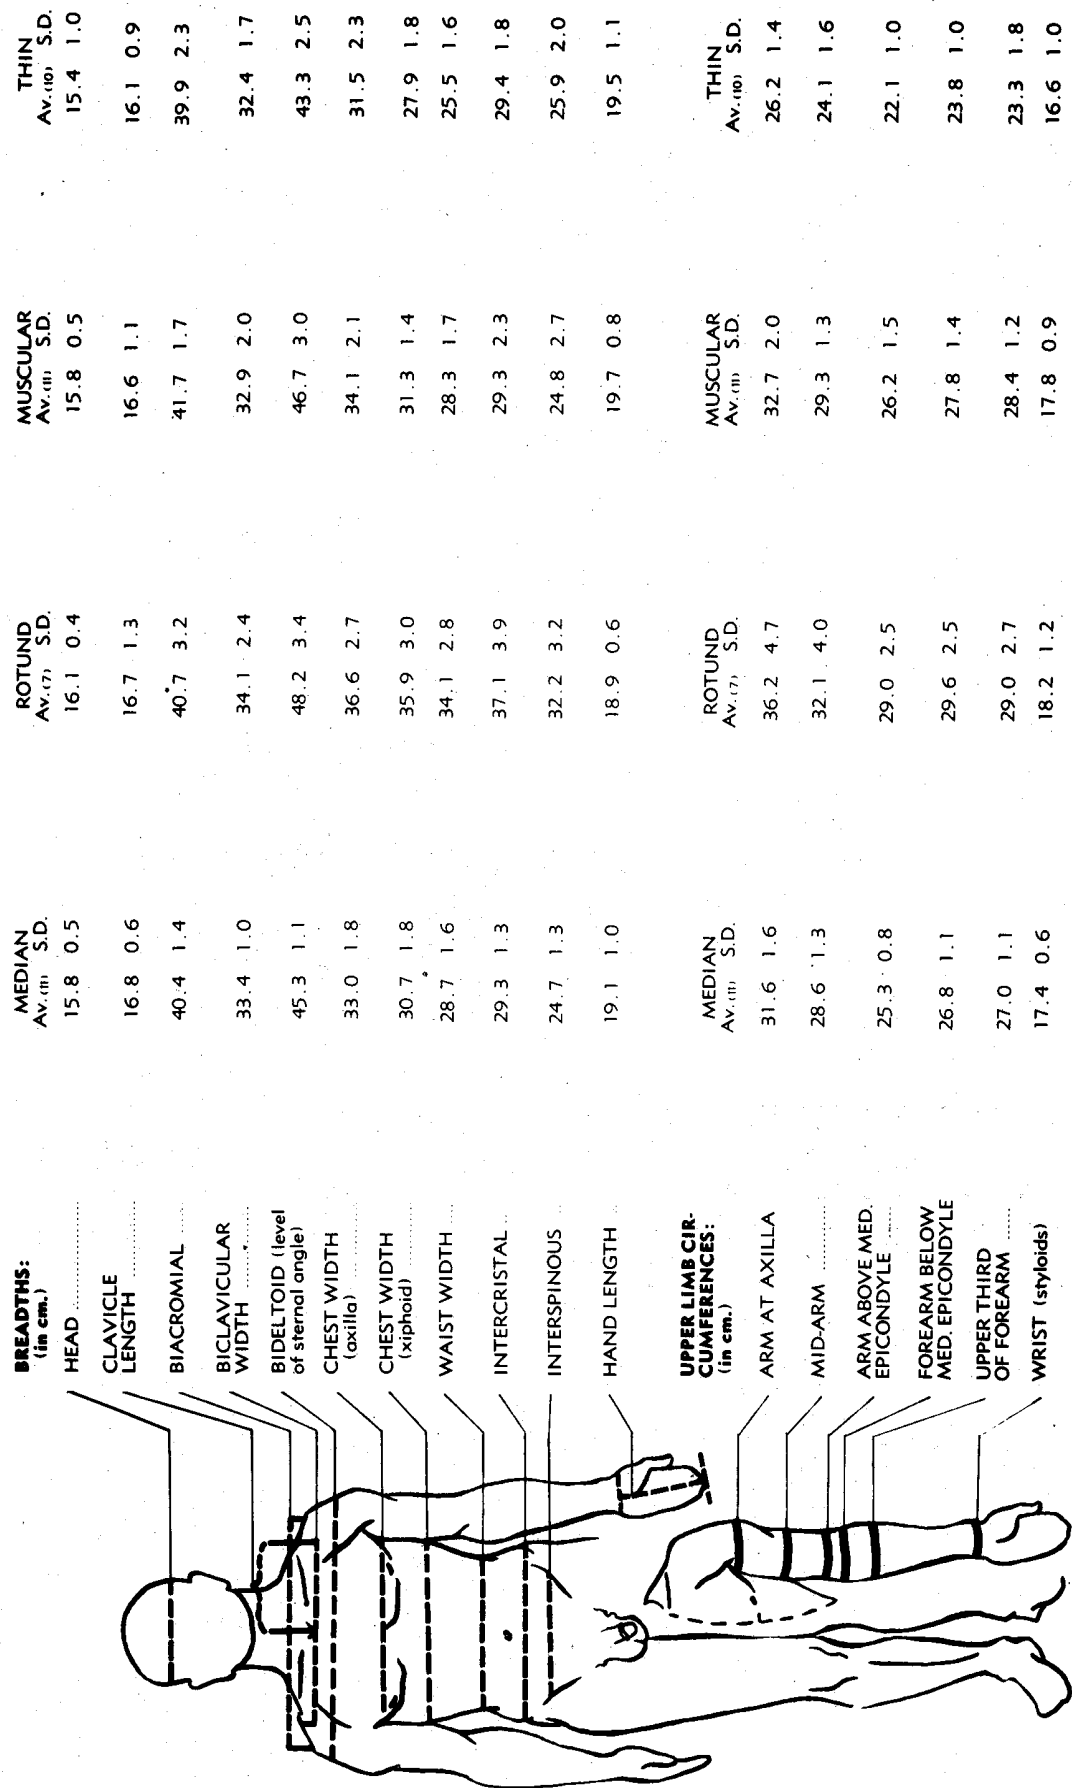 MEDIAN ROTUND MUSCULAR THIN
BREADTHS: Av.(11) S.D. Av.(7) S.D. Av.(11) S.D. Av.(10) S.D.
(in cm.)
HEAD .......... 15.8 0.5 16.1 0.4 15.8 0.5 15.4 1.0
CLAVICLE
LENGTH .......... 16.8 0.6 16.7 1.3 16.6 1.1 16.1 0.9
BIACROMIAL ..... 40.4 1.4 40.7 3.2 41.7 1.7 39.9 2.3
BICLAVICULAR
WIDTH .......... 33.4 1.0 34.1 2.4 32.9 2.0 32.4 1.7
BIDELTOID (level
of sternal angle) 45.3 1.1 48.2 3.4 46.7 3.0 43.3 2.5
CHEST WIDTH
(axilla) ..... 33.0 1.8 36.6 2.7 34.1 2.1 31.5 2.3
CHEST WIDTH
(xiphoid) ..... 30.7 1.8 35.9 3.0 31.3 1.4 27.9 1.8
WAIST WIDTH .... 28.7 1.6 34.1 2.8 28.3 1.7 25.5 1.6
INTERCRISTAL .. 29.3 1.3 37.1 3.9 29.3 2.3 29.4 1.8
INTERSPINOUS ... 24.7 1.3 32.2 3.2 24.8 2.7 25.9 2.0
HAND LENGTH ... 19.1 1.0 18.9 0.6 19.7 0.8 19.5 1.1
UPPER LIMB CIR- MEDIAN ROTUND MUSCULAR THIN
CUMFERENCES: Av.(11) S.D. Av.(7) S.D. Av.(11) S.D. Av.(10) S.D.
(in cm.)
ARM AT AXILLA 31.6 1.6 36.2 4.7 32.7 2.0 26.2 1.4
MID-ARM .......... 28.6 1.3 32.1 4.0 29.3 1.3 24.1 1.6
ARM ABOVE MED.
EPICONDYLE ..... 25.3 0.8 29.0 2.5 26.2 1.5 22.1 1.0
FOREARM BELOW
MED. EPICONDYLE 26.8 1.1 29.6 2.5 27.8 1.4 23.8 1.0
UPPER THIRD
OF FOREARM ..... 27.0 1.1 29.0 2.7 28.4 1.2 23.3 1.8
WRIST (styloids) 17.4 0.6 18.2 1.2 17.8 0.9 16.6 1.0